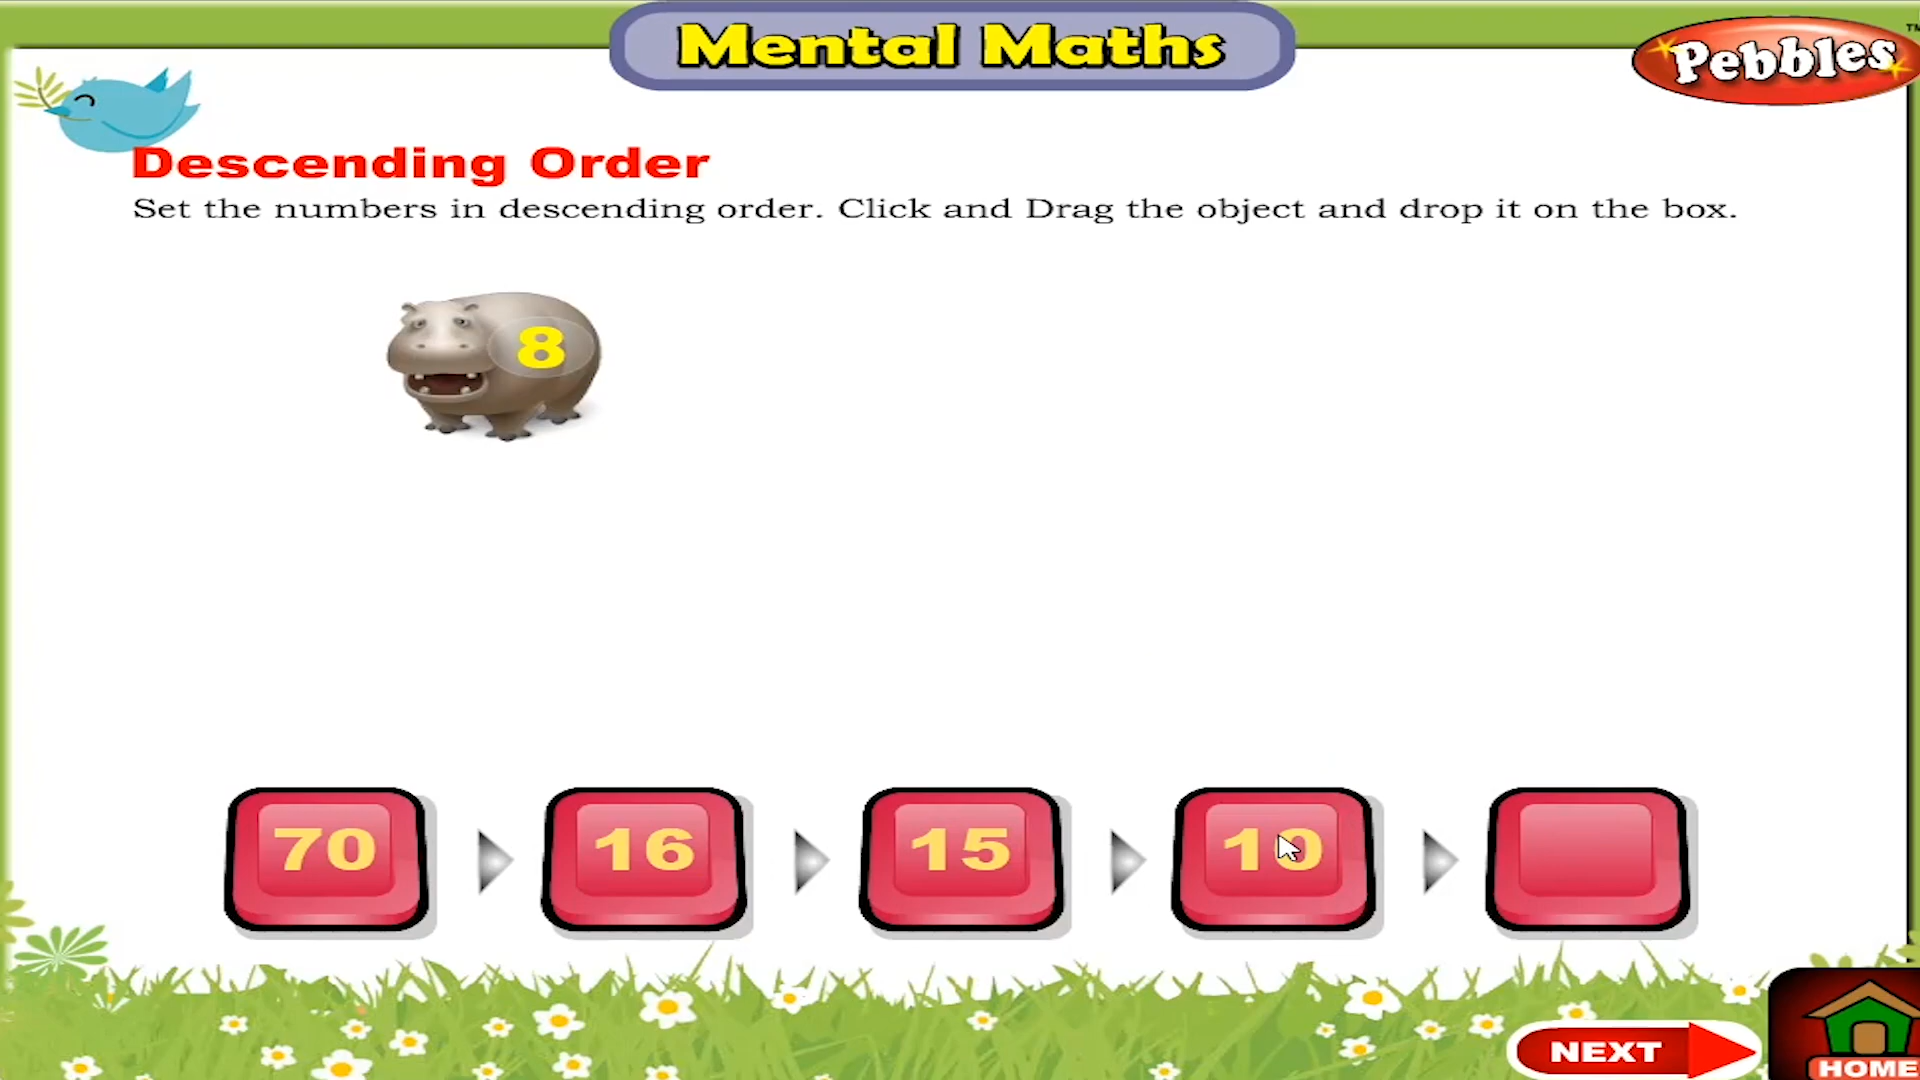 Mental Maths
Pebbles
TM
Descending Order
Set the numbers in descending order. Click and Drag the object and drop it on the box.
8
70 16 15 10
NEXT
HOME